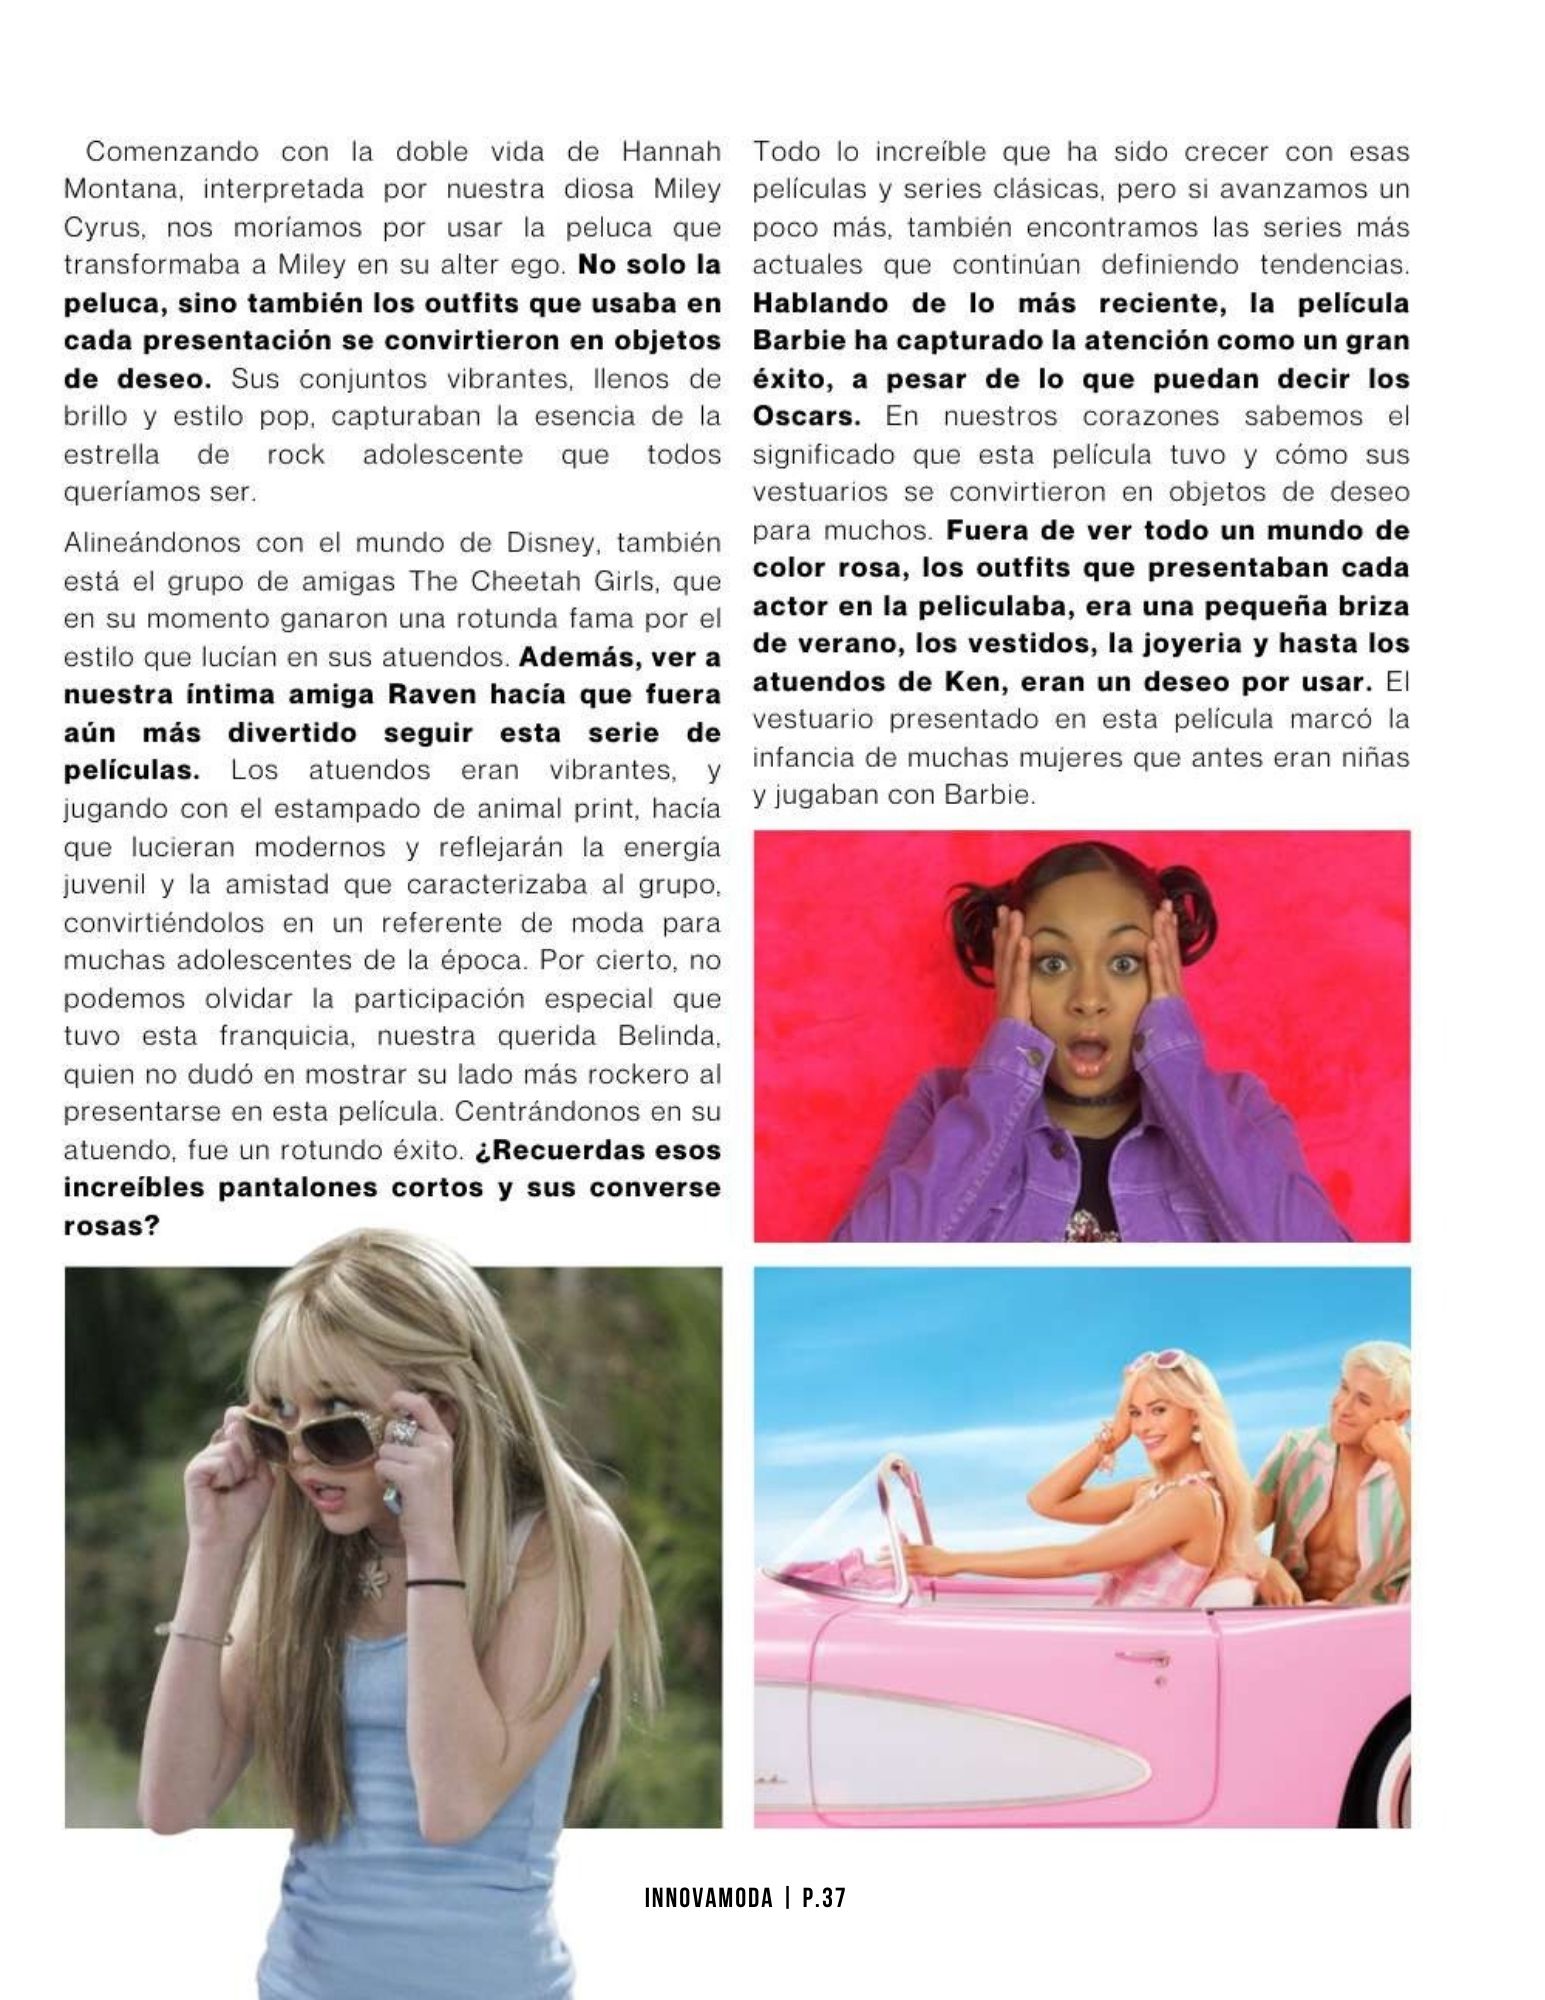 Comenzando con la doble vida de Hannah
Montana, interpretada por nuestra diosa Miley
Cyrus, nos moríamos por usar la peluca que
transformaba a Miley en su alter ego. No solo la
peluca, sino también los outfits que usaba en
cada presentación se convirtieron en objetos
de deseo. Sus conjuntos vibrantes, llenos de
brillo y estilo pop, capturaban la esencia de la
estrella de rock adolescente que todos
queríamos ser.
Alineándonos con el mundo de Disney, también
está el grupo de amigas The Cheetah Girls, que
en su momento ganaron una rotunda fama por el
estilo que lucían en sus atuendos. Además, ver a
nuestra íntima amiga Raven hacía que fuera
aún más divertido seguir esta serie de
películas. Los atuendos eran vibrantes, y
jugando con el estampado de animal print, hacía
que lucieran modernos y reflejarán la energía
juvenil y la amistad que caracterizaba al grupo,
convirtiéndolos en un referente de moda para
muchas adolescentes de la época. Por cierto, no
podemos olvidar la participación especial que
tuvo esta franquicia, nuestra querida Belinda,
quien no dudó en mostrar su lado más rockero al
presentarse en esta película. Centrándonos en su
atuendo, fue un rotundo éxito. ¿Recuerdas esos
increíbles pantalones cortos y sus converse
rosas?
Todo lo increíble que ha sido crecer con esas
películas y series clásicas, pero si avanzamos un
poco más, también encontramos las series más
actuales que continúan definiendo tendencias.
Hablando de lo más reciente, la película
Barbie ha capturado la atención como un gran
éxito, a pesar de lo que puedan decir los
Oscars. En nuestros corazones sabemos el
significado que esta película tuvo y cómo sus
vestuarios se convirtieron en objetos de deseo
para muchos. Fuera de ver todo un mundo de
color rosa, los outfits que presentaban cada
actor en la peliculaba, era una pequeña briza
de verano, los vestidos, la joyeria y hasta los
atuendos de Ken, eran un deseo por usar. El
vestuario presentado en esta película marcó la
infancia de muchas mujeres que antes eran niñas
y jugaban con Barbie.
INNOVAMODA | P.37